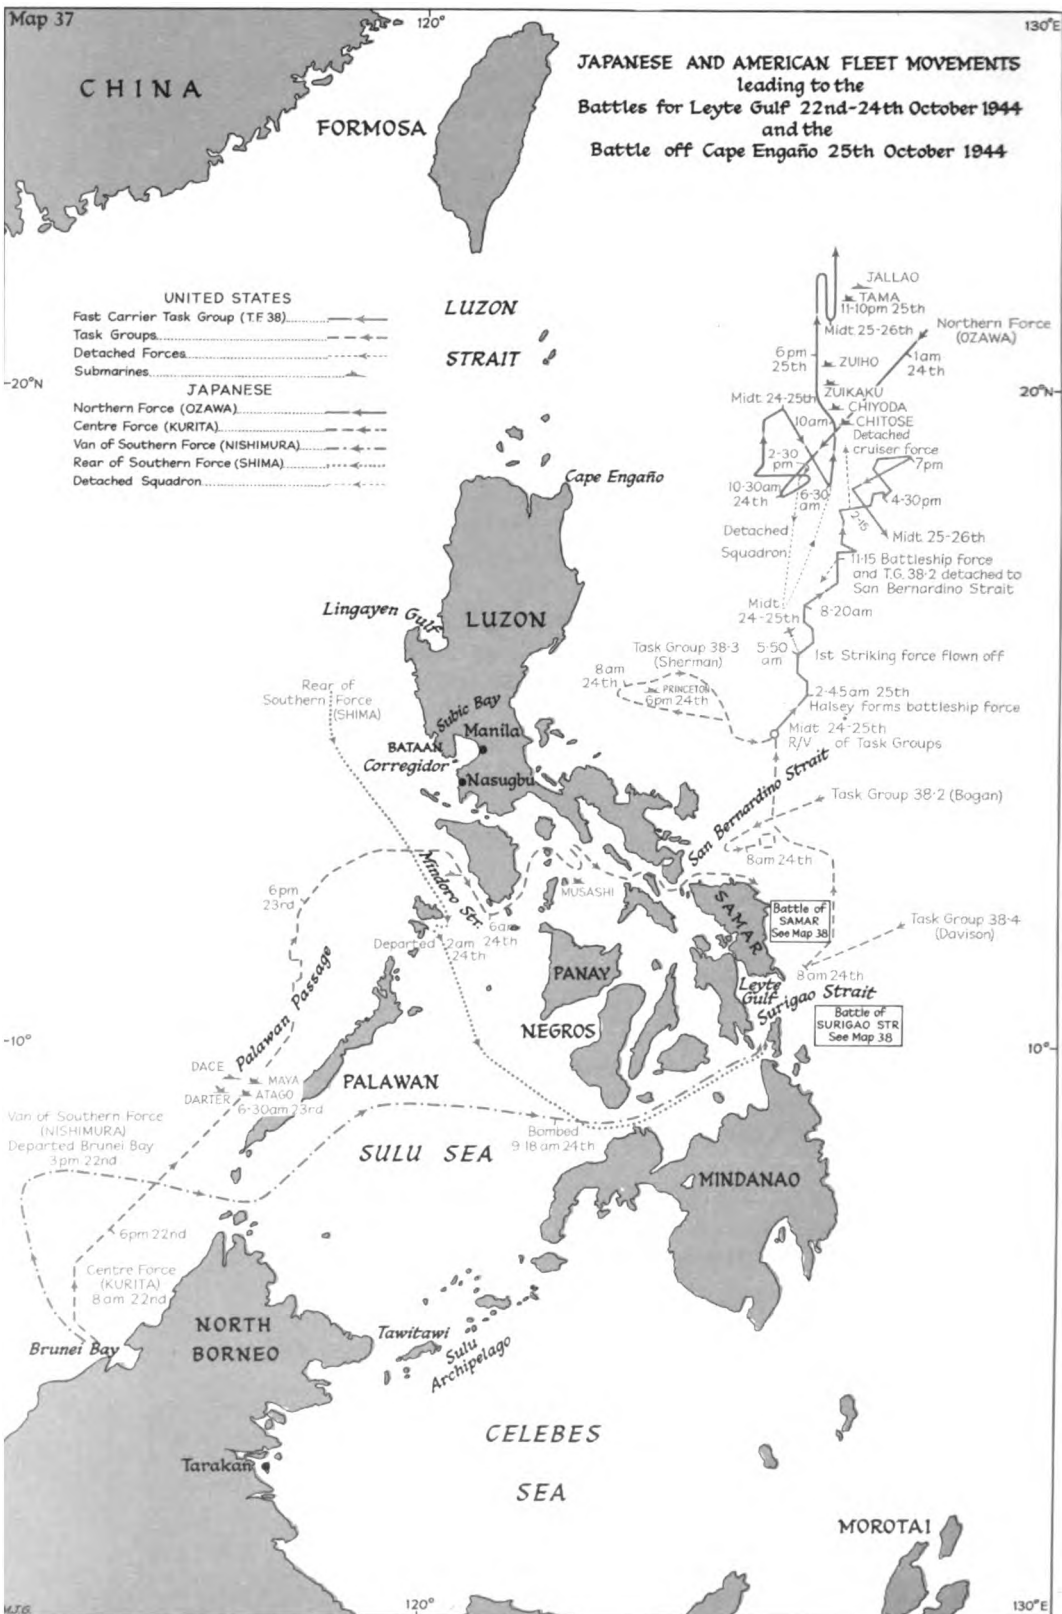 Map 37
120°
130°E
JAPANESE AND AMERICAN FLEET MOVEMENTS
leading to the
Battles for Leyte Gulf 22nd-24th October 1944
and the
Battle off Cape Engaño 25th October 1944
CHINA
FORMOSA
UNITED STATES
Fast Carrier Task Group (T.F. 38)
Task Groups
Detached Forces
Submarines
JAPANESE
Northern Force (OZAWA)
Centre Force (KURITA)
Van of Southern Force (NISHIMURA)
Rear of Southern Force (SHIMA)
Detached Squadron
LUZON
STRAIT
20°N
20°N
JALLAO
TAMA
11-10pm 25th
Midt 25-26th
Northern Force
(OZAWA)
6pm
25th
ZUIHO
1am
24th
ZUIKAKU
Midt 24-25th
CHIYODA
10am
CHITOSE
Detached
cruiser force
2-30
pm
7pm
10-30am
24th
6-30
am
4-30pm
2-15
Detached
Squadron
Midt 25-26th
11-15 Battleship force
and T.G. 38·2 detached to
San Bernardino Strait
Midt
24-25th
8-20am
5-50
am
1st Striking force flown off
Cape Engaño
Lingayen Gulf
LUZON
Task Group 38·3
(Sherman)
8am
24th
PRINCETON
6pm 24th
2-45am 25th
Halsey forms battleship force
Midt 24-25th
R/V of Task Groups
Rear of
Southern Force
(SHIMA)
Subic Bay
Manila
BATAAN
Corregidor
Nasugbu
San Bernardino Strait
Task Group 38·2 (Bogan)
8am 24th
Mindoro Str.
MUSASHI
6pm
23rd
6am
24th
Departed 2am
24th
SAMAR
Battle of
SAMAR
See Map 38
Task Group 38·4
(Davison)
8am 24th
Palawan Passage
PANAY
Leyte
Gulf
Surigao Strait
NEGROS
Battle of
SURIGAO STR
See Map 38
10°
10°
DACE
MAYA
DARTER
ATAGO
6-30am 23rd
PALAWAN
Van of Southern Force
(NISHIMURA)
Departed Brunei Bay
3pm 22nd
Bombed
9·18am 24th
SULU SEA
MINDANAO
6pm 22nd
Centre Force
(KURITA)
8am 22nd
Brunei Bay
NORTH
BORNEO
Tawitawi
Sulu
Archipelago
CELEBES
SEA
Tarakan
MOROTAI
M.J.G.
120°
130°E